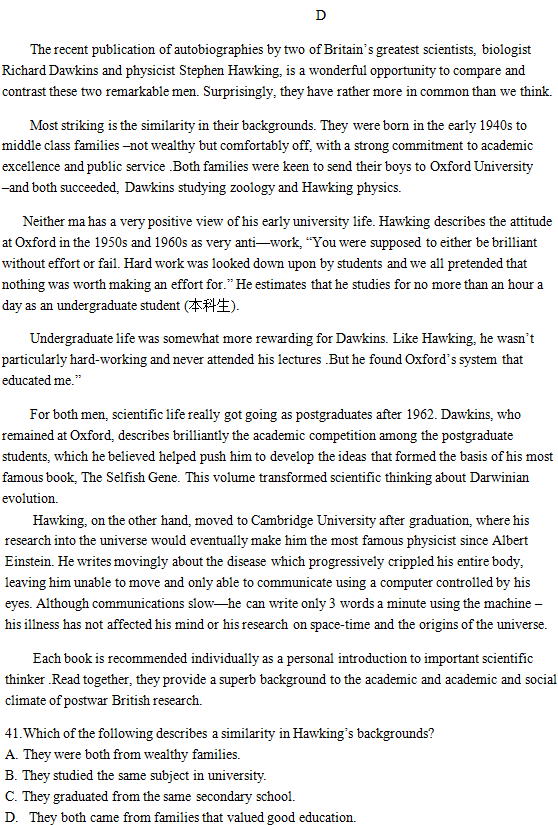 D
The recent publication of autobiographies by two of Britain's greatest scientists, biologist
Richard Dawkins and physicist Stephen Hawking, is a wonderful opportunity to compare and
contrast these two remarkable men. Surprisingly, they have rather more in common than we think.
Most striking is the similarity in their backgrounds. They were born in the early 1940s to
middle class families –not wealthy but comfortably off, with a strong commitment to academic
excellence and public service .Both families were keen to send their boys to Oxford University
–and both succeeded, Dawkins studying zoology and Hawking physics.
Neither ma has a very positive view of his early university life. Hawking describes the attitude
at Oxford in the 1950s and 1960s as very anti—work, “You were supposed to either be brilliant
without effort or fail. Hard work was looked down upon by students and we all pretended that
nothing was worth making an effort for.” He estimates that he studies for no more than an hour a
day as an undergraduate student (本科生).
Undergraduate life was somewhat more rewarding for Dawkins. Like Hawking, he wasn't
particularly hard-working and never attended his lectures .But he found Oxford's system that
educated me.”
For both men, scientific life really got going as postgraduates after 1962. Dawkins, who
remained at Oxford, describes brilliantly the academic competition among the postgraduate
students, which he believed helped push him to develop the ideas that formed the basis of his most
famous book, The Selfish Gene. This volume transformed scientific thinking about Darwinian
evolution.
Hawking, on the other hand, moved to Cambridge University after graduation, where his
research into the universe would eventually make him the most famous physicist since Albert
Einstein. He writes movingly about the disease which progressively crippled his entire body,
leaving him unable to move and only able to communicate using a computer controlled by his
eyes. Although communications slow—he can write only 3 words a minute using the machine –
his illness has not affected his mind or his research on space-time and the origins of the universe.
Each book is recommended individually as a personal introduction to important scientific
thinker .Read together, they provide a superb background to the academic and academic and social
climate of postwar British research.
41.Which of the following describes a similarity in Hawking's backgrounds?
A. They were both from wealthy families.
B. They studied the same subject in university.
C. They graduated from the same secondary school.
D. They both came from families that valued good education.